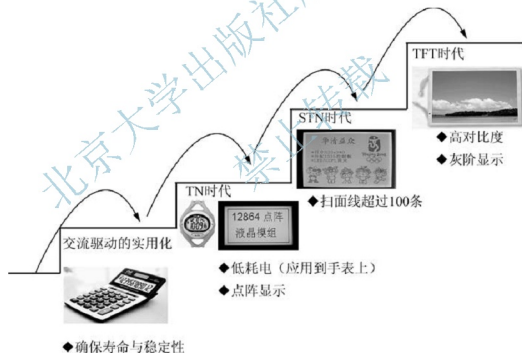 北京大学出版社
禁止转载
TFT时代
◆高对比度
◆灰阶显示
STN时代
◆扫面线超过100条
TN时代
12864 点阵
液晶模组
◆低耗电（应用到手表上）
◆点阵显示
交流驱动的实用化
◆确保寿命与稳定性